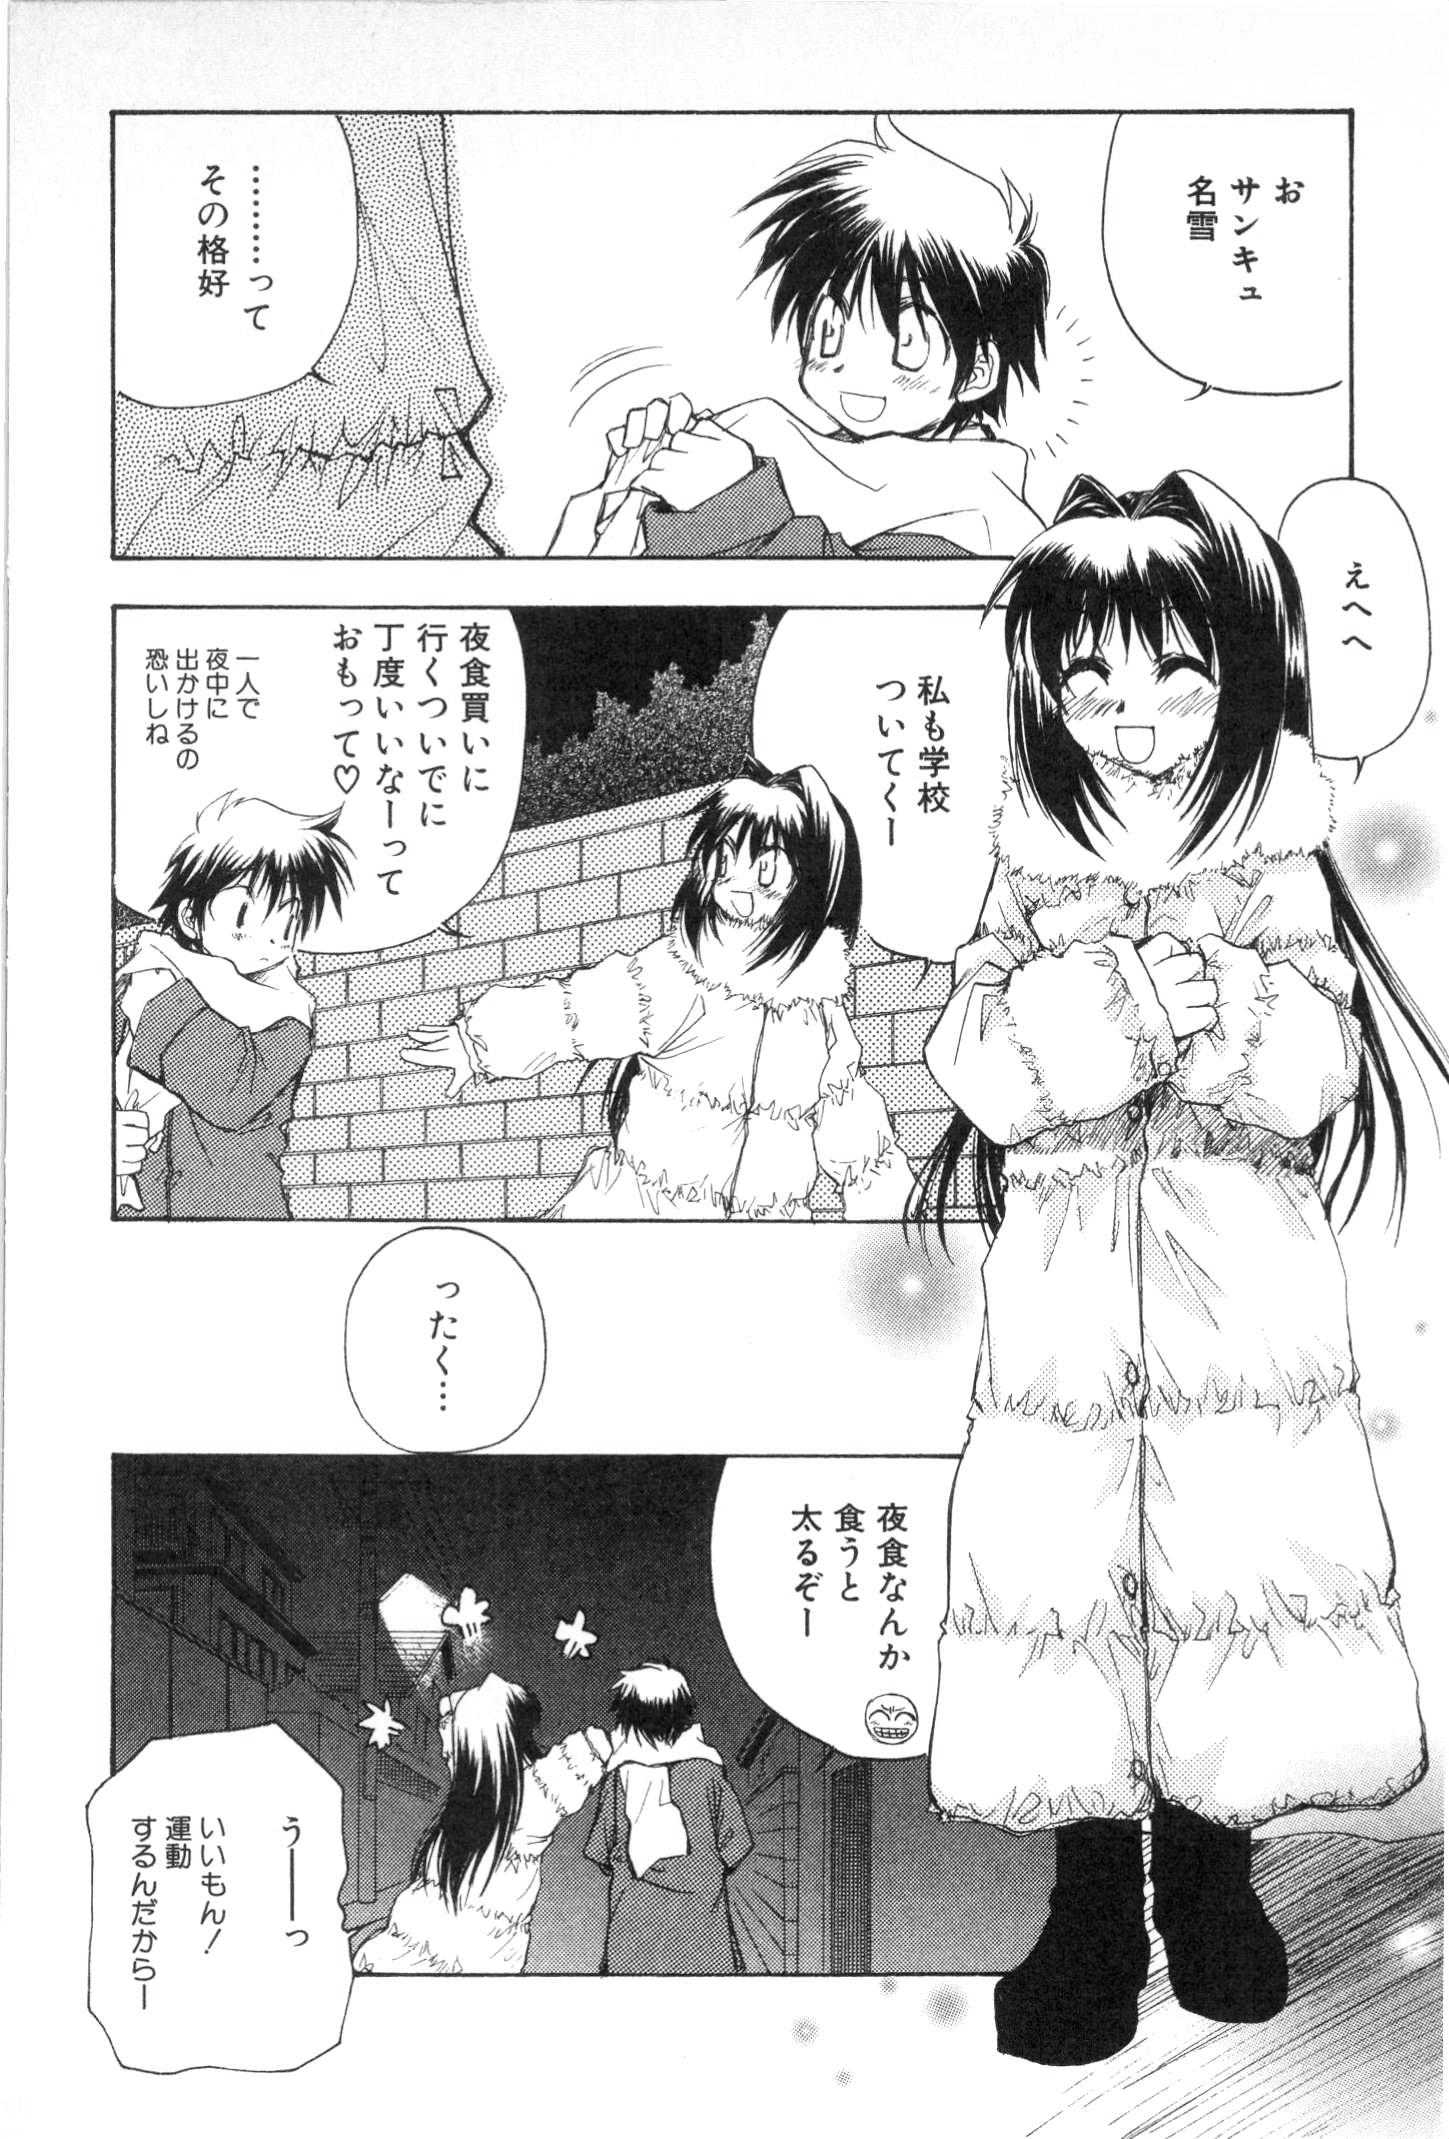 お
サンキュ
名雪
………って
その格好
えへへ
私も学校
ついてくー
夜食買いに
行くついでに
丁度いいなーって
おもって♡
一人で
夜中に
出かけるの
恐いしね
ったく…
夜食なんか
食うと
太るぞー
うーーっ
いいもん!
運動
するんだからー